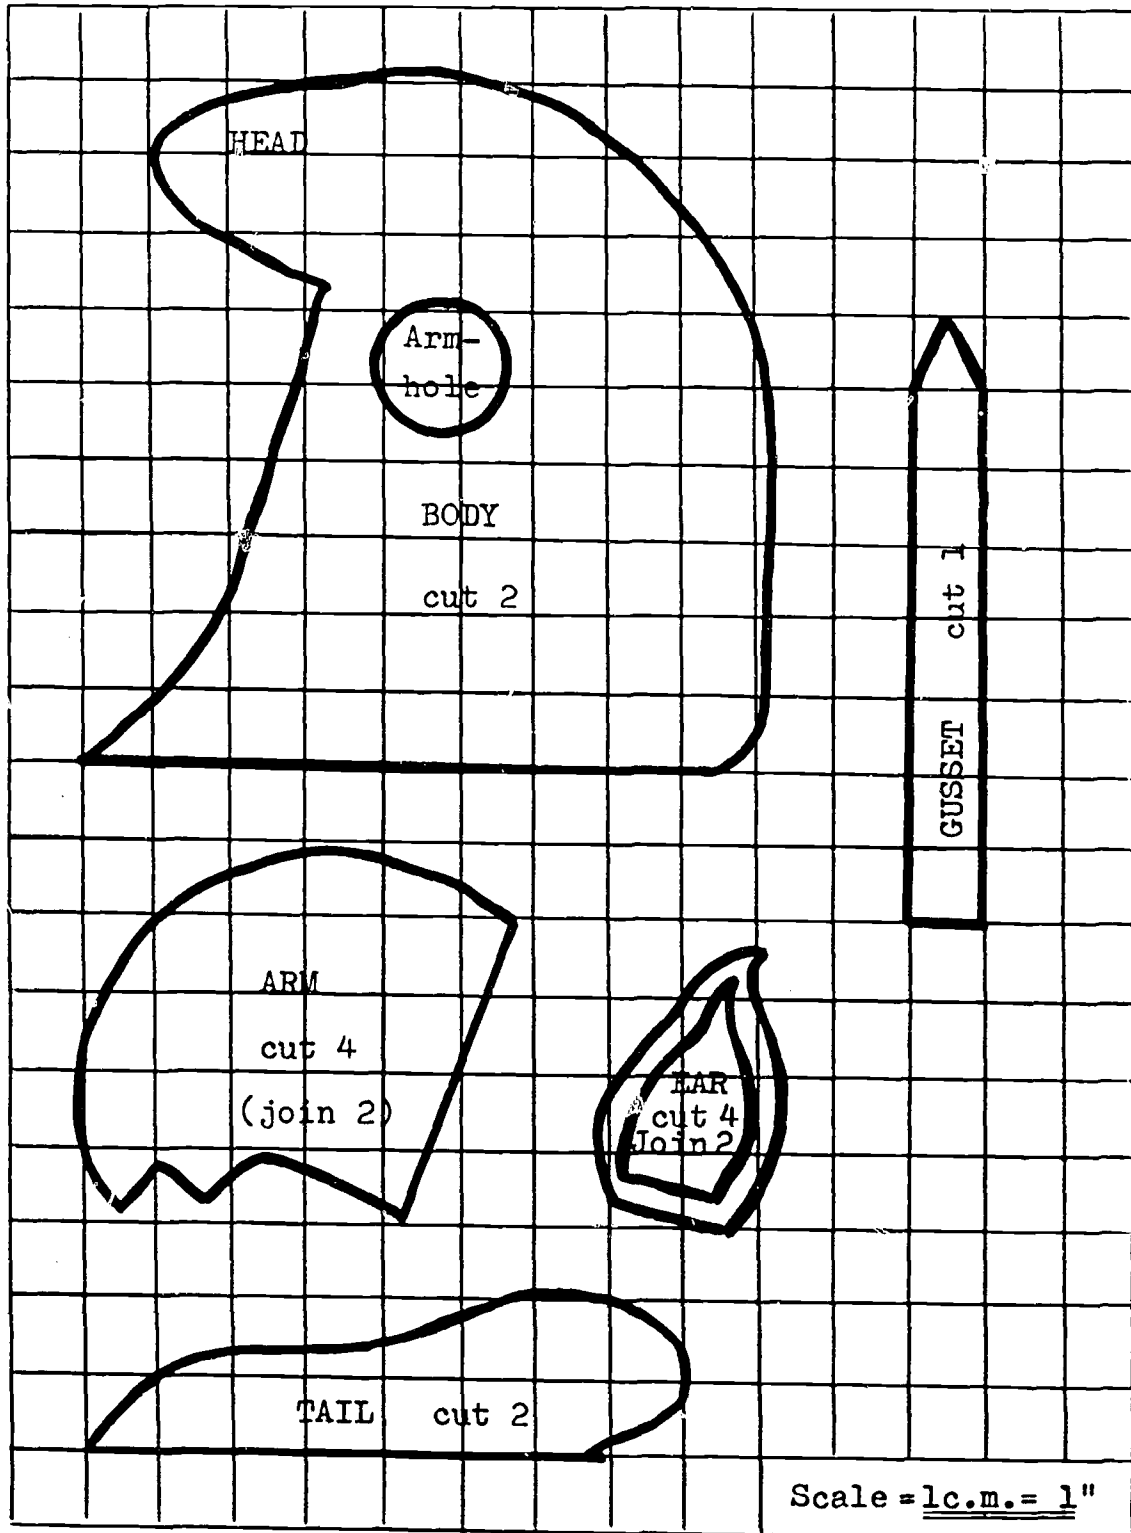 HEAD
Arm-
hole
BODY
cut 2
GUSSET cut 1
ARM
cut 4
(join 2)
EAR
cut 4
Join 2
TAIL cut 2
Scale = 1c.m. = 1"